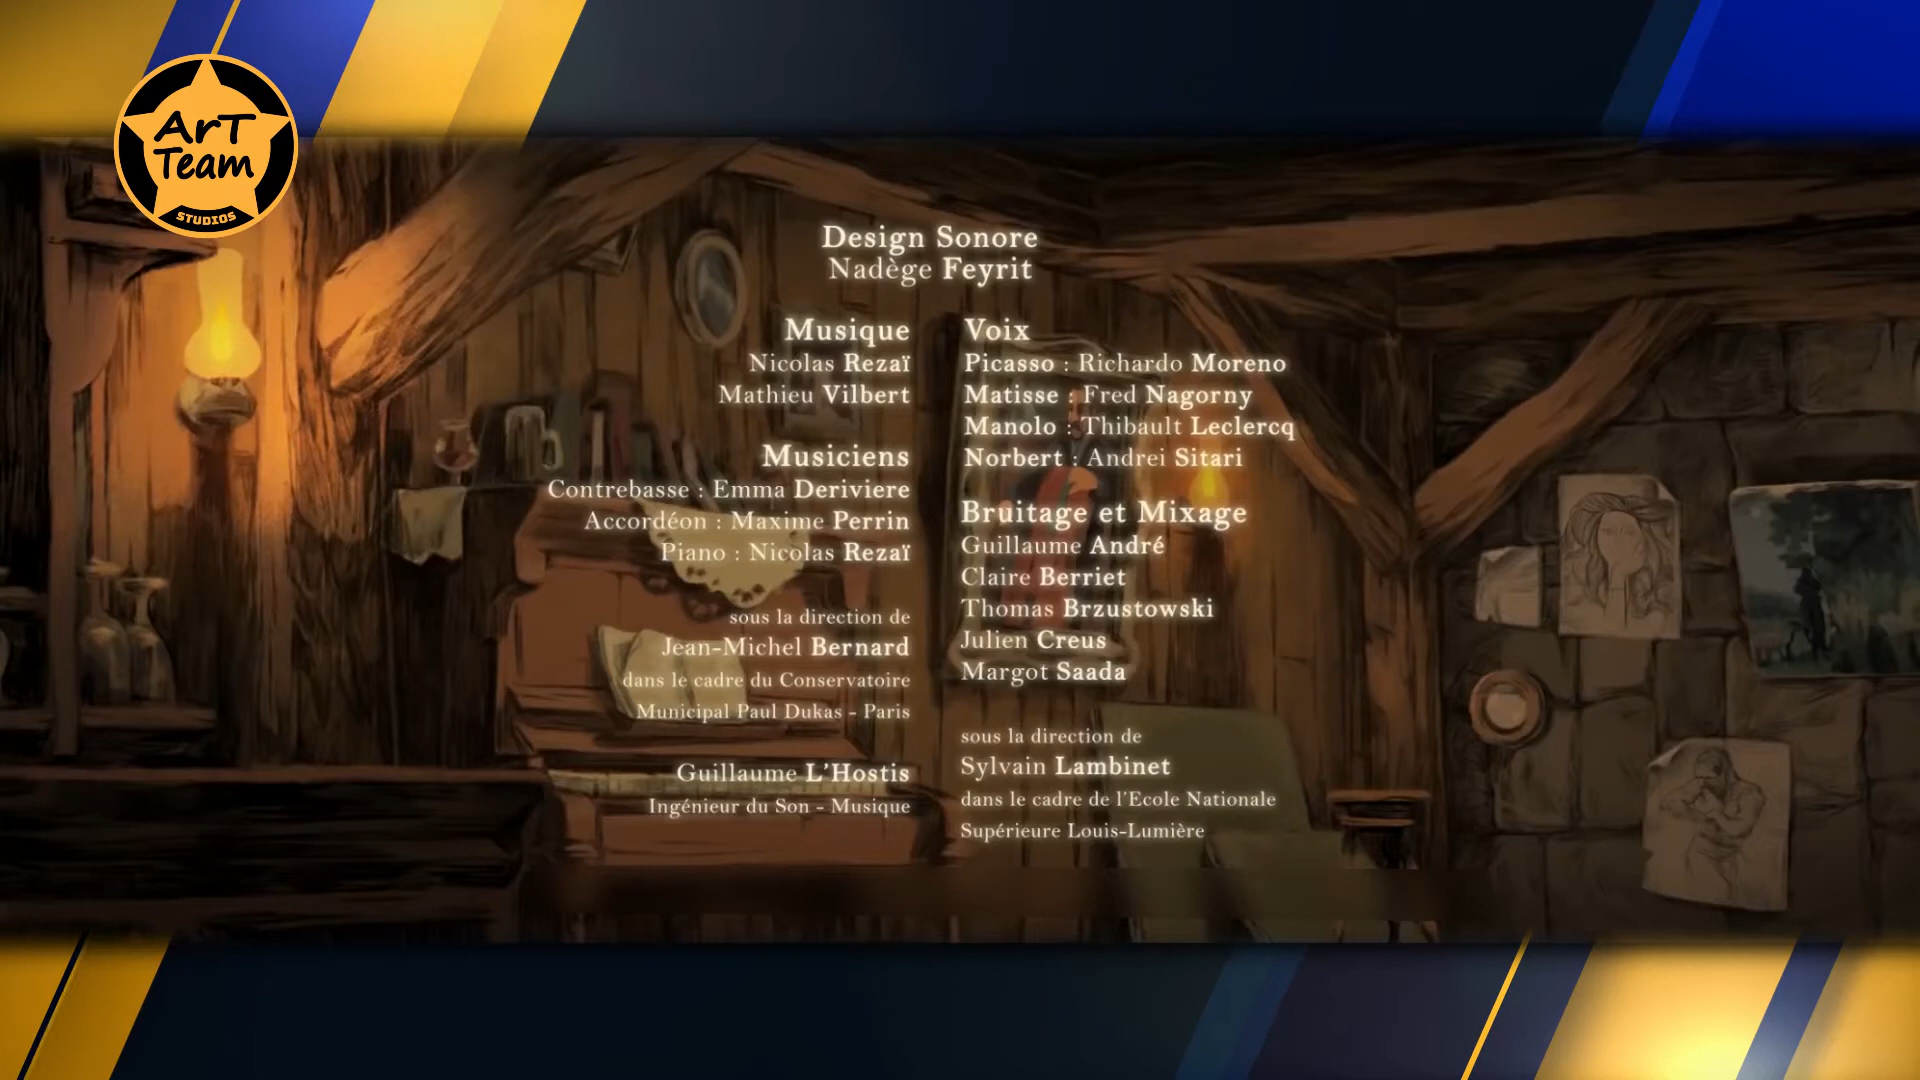 ArT
Team
STUDIOS
Design Sonore
Nadège Feyrit
Musique
Nicolas Rezaï
Mathieu Vilbert
Musiciens
Contrebasse : Emma Deriviere
Accordéon : Maxime Perrin
Piano : Nicolas Rezaï
sous la direction de
Jean-Michel Bernard
dans le cadre du Conservatoire
Municipal Paul Dukas - Paris
Guillaume L'Hostis
Ingénieur du Son - Musique
Voix
Picasso : Richardo Moreno
Matisse : Fred Nagorny
Manolo : Thibault Leclercq
Norbert : Andrei Sitari
Bruitage et Mixage
Guillaume André
Claire Berriet
Thomas Brzustowski
Julien Creus
Margot Saada
sous la direction de
Sylvain Lambinet
dans le cadre de l'Ecole Nationale
Supérieure Louis-Lumière